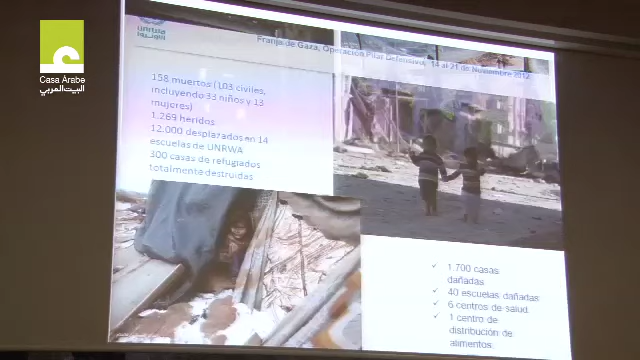 Casa Árabe
البيت العربي
unrwa
الأونروا
Franja de Gaza, Operación Pilar Defensivo, 14 al 21 de Noviembre 2012
158 muertos (103 civiles,
incluyendo 33 niños y 13
mujeres)
1.269 heridos
12.000 desplazados en 14
escuelas de UNRWA
300 casas de refugiados
totalmente destruidas
✓ 1.700 casas
dañadas
✓ 40 escuelas dañadas
✓ 6 centros de salud
✓ 1 centro de
distribución de
alimentos